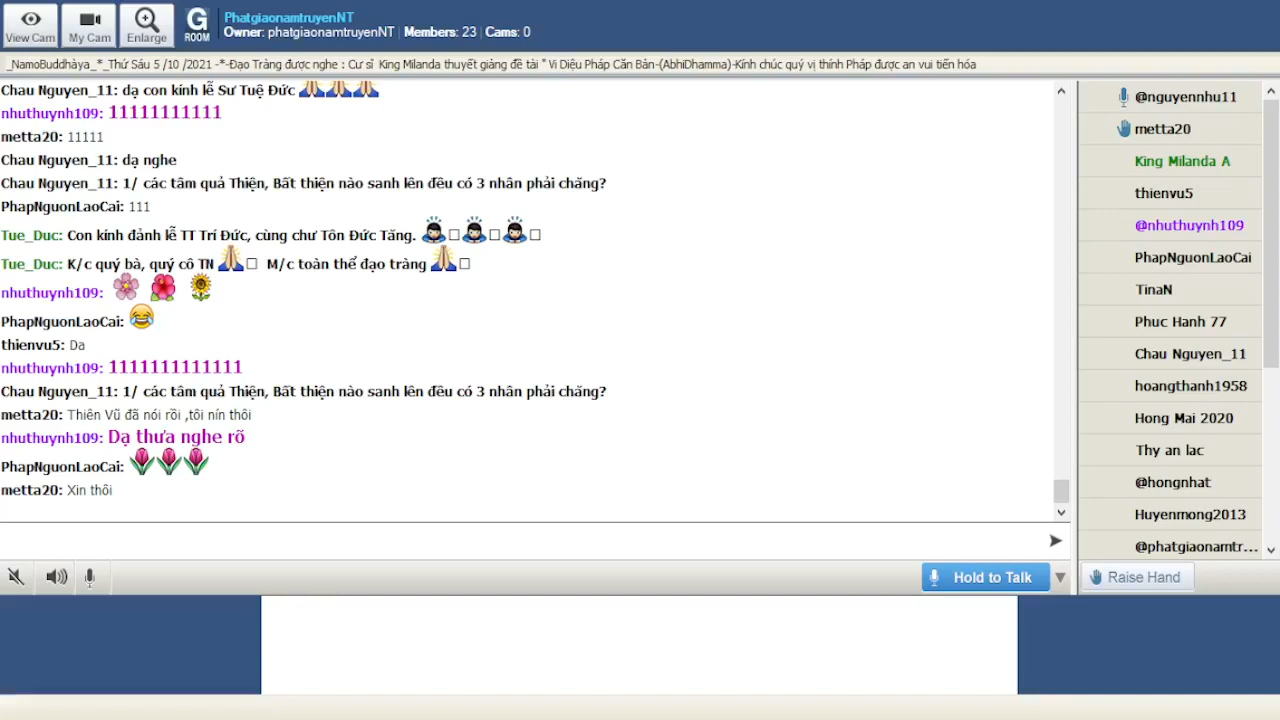 View Cam
My Cam
Enlarge
G
ROOM
PhatgiaonamtruyenNT
Owner: phatgiaonamtruyenNT | Members: 23 | Cams: 0
_NamoBuddhàya_*_Thứ Sáu 5 /10 /2021 -*-Đạo Tràng được nghe : Cư sĩ King Milanda thuyết giảng đề tài " Vi Diệu Pháp Căn Bản-(AbhiDhamma)-Kính chúc quý vị thính Pháp được an vui tiến hóa
Chau Nguyen_11: dạ con kính lễ Sư Tuệ Đức
nhuthuynh109: 11111111111
metta20: 11111
Chau Nguyen_11: dạ nghe
Chau Nguyen_11: 1/ các tâm quả Thiện, Bất thiện nào sanh lên đều có 3 nhân phải chăng?
PhapNguonLaoCai: 111
Tue_Duc: Con kính đảnh lễ TT Trí Đức, cùng chư Tôn Đức Tăng.
Tue_Duc: K/c quý bà, quý cô TN M/c toàn thể đạo tràng
nhuthuynh109:
PhapNguonLaoCai:
thienvu5: Da
nhuthuynh109: 1111111111111
Chau Nguyen_11: 1/ các tâm quả Thiện, Bất thiện nào sanh lên đều có 3 nhân phải chăng?
metta20: Thiên Vũ đã nói rồi ,tôi nín thôi
nhuthuynh109: Dạ thưa nghe rõ
PhapNguonLaoCai:
metta20: Xin thôi
@nguyennhu11
metta20
King Milanda A
thienvu5
@nhuthuynh109
PhapNguonLaoCai
TinaN
Phuc Hanh 77
Chau Nguyen_11
hoangthanh1958
Hong Mai 2020
Thy an lac
@hongnhat
Huyenmong2013
@phatgiaonamtr...
Hold to Talk
Raise Hand